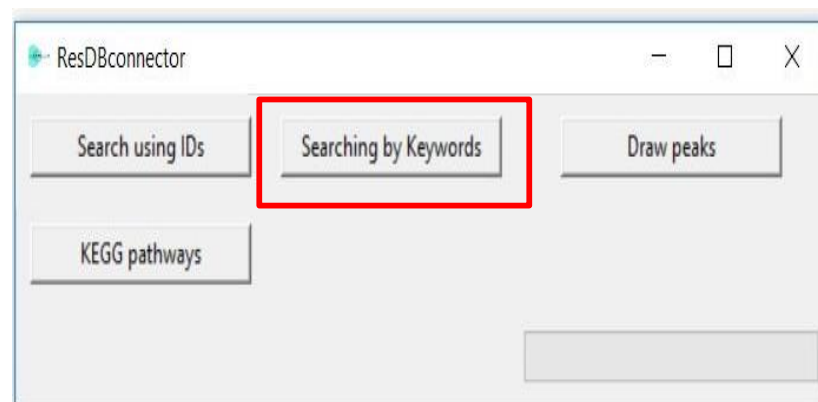 ResDBconnector
Search using IDs
Searching by Keywords
Draw peaks
KEGG pathways